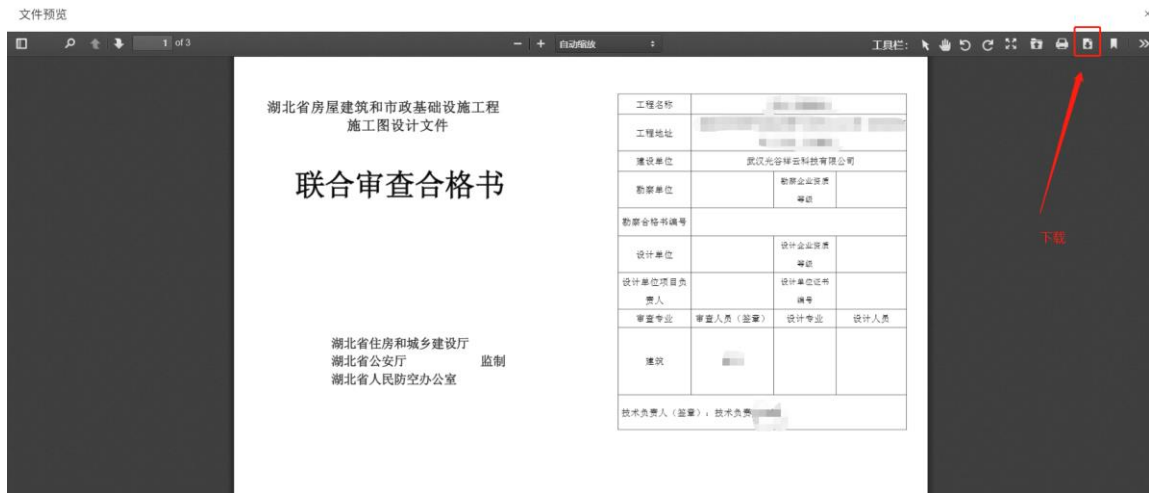 文件预览
1 of 3
自动缩放
工具栏:
下载
湖北省房屋建筑和市政基础设施工程
施工图设计文件
联合审查合格书
湖北省住房和城乡建设厅
湖北省公安厅 监制
湖北省人民防空办公室
工程名称
工程地址
建设单位 武汉光谷祥云科技有限公司
勘察单位 勘察企业资质
等级
勘察合格书编号
设计单位 设计企业资质
等级
设计单位项目负
责人 设计单位证书
编号
审查专业 审查人员（签章） 设计专业 设计人员
建筑
技术负责人（签章）：技术负责